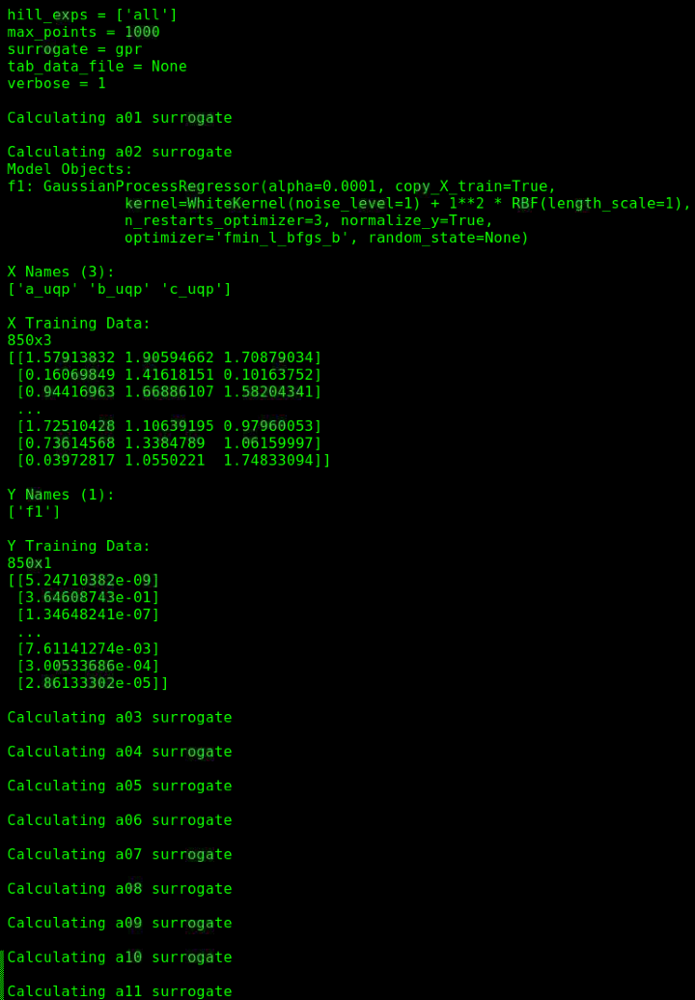 hill_exps = ['all']
max_points = 1000
surrogate = gpr
tab_data_file = None
verbose = 1
Calculating a01 surrogate
Calculating a02 surrogate
Model Objects:
f1: GaussianProcessRegressor(alpha=0.0001, copy_X_train=True,
kernel=WhiteKernel(noise_level=1) + 1**2 * RBF(length_scale=1),
n_restarts_optimizer=3, normalize_y=True,
optimizer='fmin_l_bfgs_b', random_state=None)
X Names (3):
['a_uqp' 'b_uqp' 'c_uqp']
X Training Data:
850x3
[[1.57913832 1.90594662 1.70879034]
[0.16069849 1.41618151 0.10163752]
[0.94416963 1.66886107 1.58204341]
...
[1.72510428 1.10639195 0.97960053]
[0.73614568 1.3384789  1.06159997]
[0.03972817 1.0550221  1.74833094]]
Y Names (1):
['f1']
Y Training Data:
850x1
[[5.24710382e-09]
[3.64608743e-01]
[1.34648241e-07]
...
[7.61141274e-03]
[3.00533686e-04]
[2.86133302e-05]]
Calculating a03 surrogate
Calculating a04 surrogate
Calculating a05 surrogate
Calculating a06 surrogate
Calculating a07 surrogate
Calculating a08 surrogate
Calculating a09 surrogate
Calculating a10 surrogate
Calculating a11 surrogate